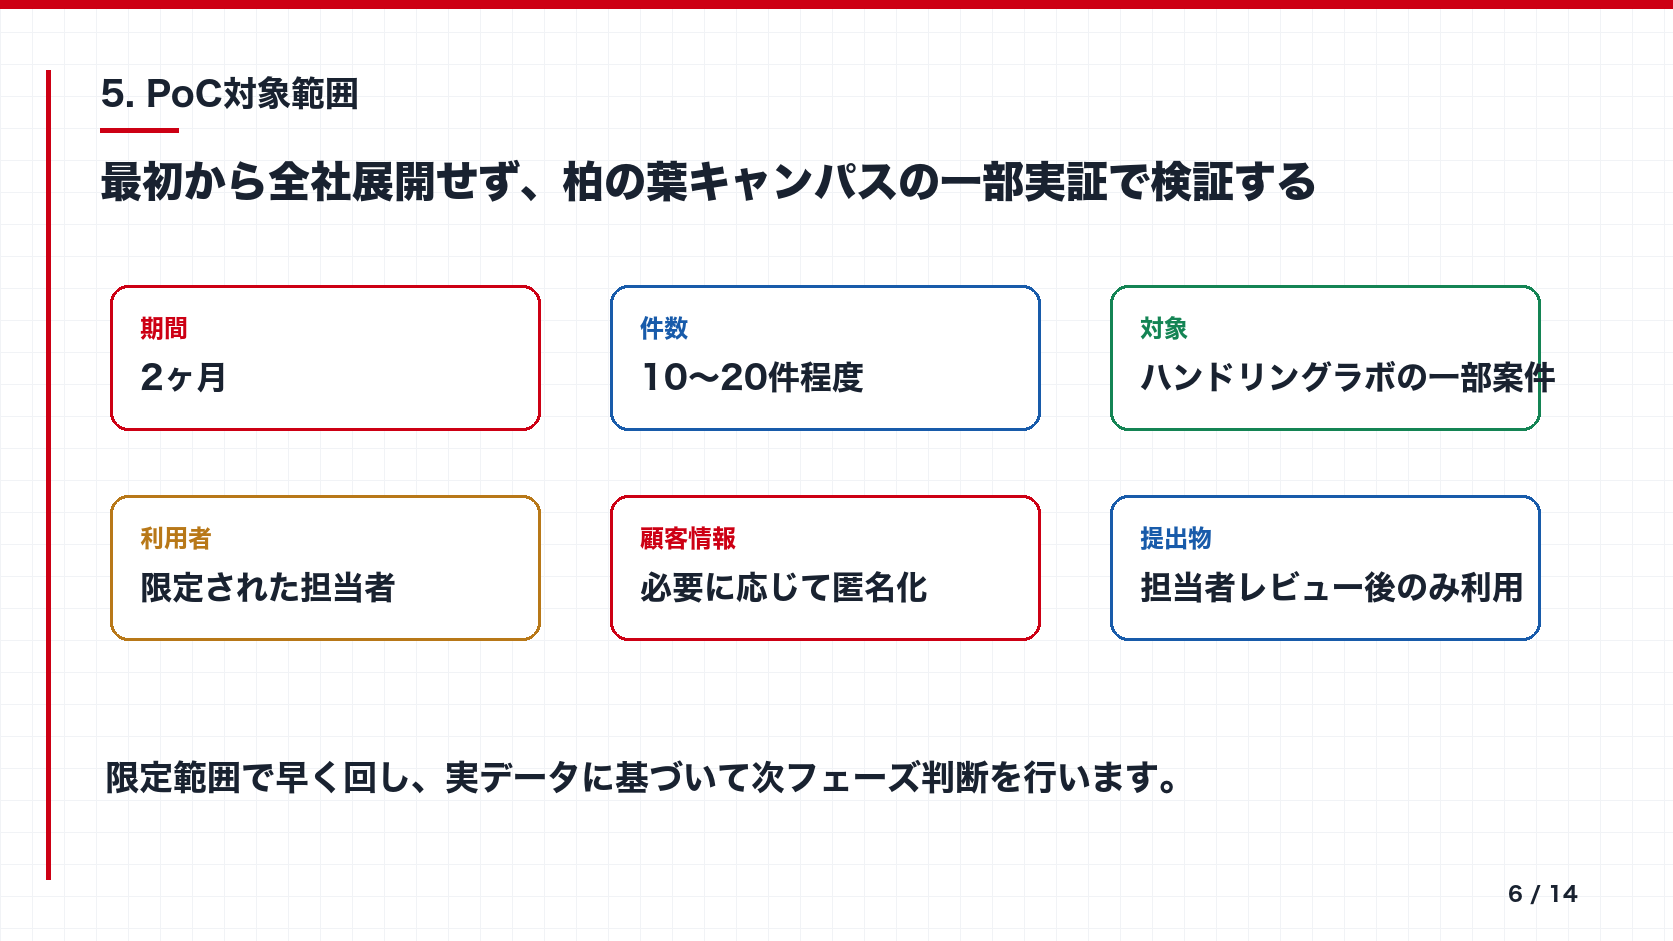 5. PoC対象範囲
最初から全社展開せず、柏の葉キャンパスの一部実証で検証する
期間
2ヶ月
件数
10〜20件程度
対象
ハンドリングラボの一部案件
利用者
限定された担当者
顧客情報
必要に応じて匿名化
提出物
担当者レビュー後のみ利用
限定範囲で早く回し、実データに基づいて次フェーズ判断を行います。
6 / 14